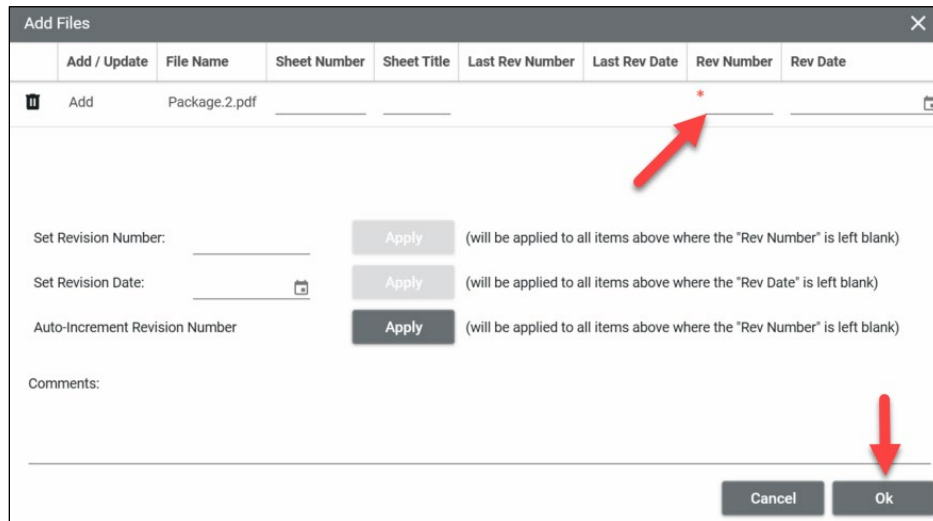 Add Files
Add / Update File Name Sheet Number Sheet Title Last Rev Number Last Rev Date Rev Number Rev Date
Add Package.2.pdf *
Set Revision Number: Apply (will be applied to all items above where the "Rev Number" is left blank)
Set Revision Date: Apply (will be applied to all items above where the "Rev Date" is left blank)
Auto-Increment Revision Number Apply (will be applied to all items above where the "Rev Number" is left blank)
Comments:
Cancel Ok